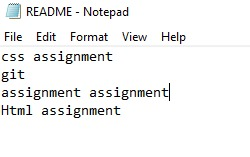 README - Notepad
File Edit Format View Help
css assignment
git
assignment assignment
Html assignment